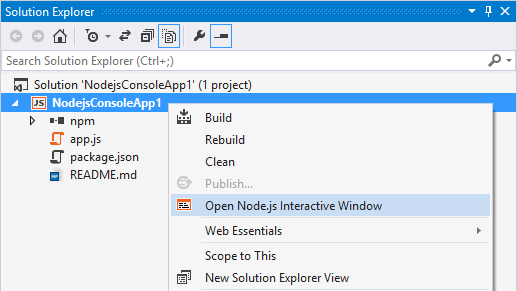 Solution Explorer
Search Solution Explorer (Ctrl+;)
Solution 'NodejsConsoleApp1' (1 project)
JS NodejsConsoleApp1
npm
app.js
package.json
README.md
Build
Rebuild
Clean
Publish...
Open Node.js Interactive Window
Web Essentials
Scope to This
New Solution Explorer View